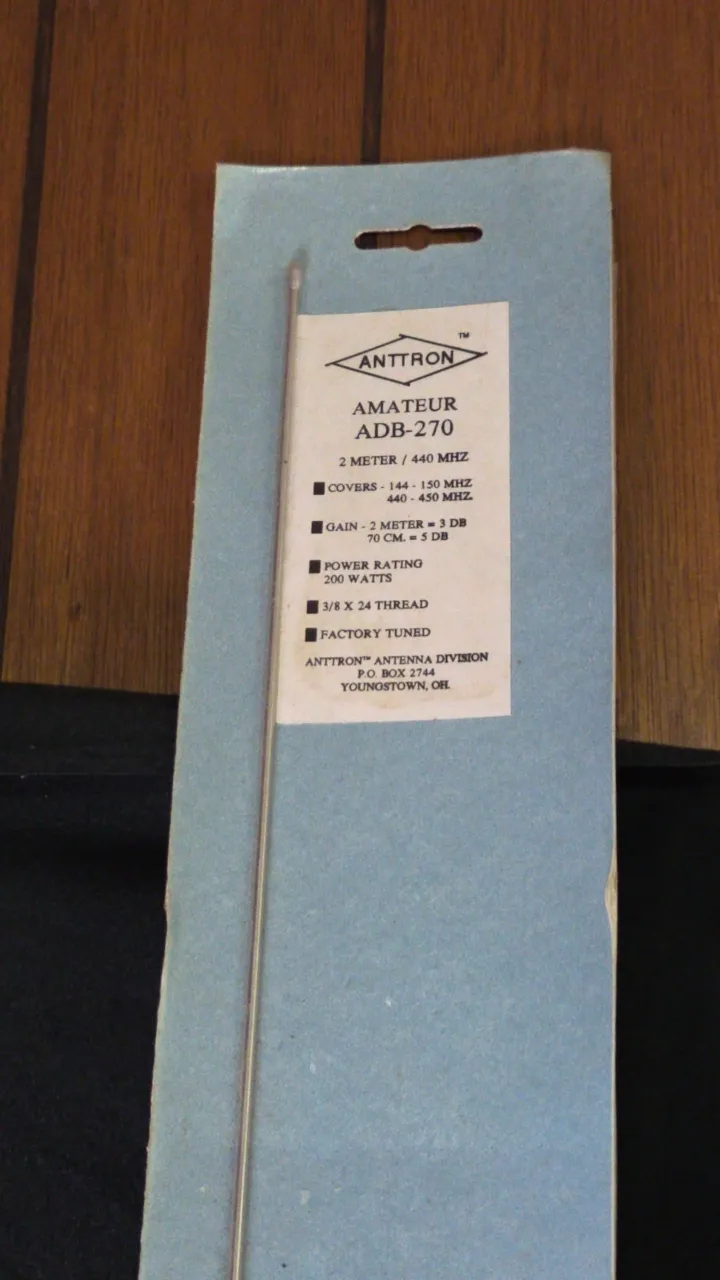 ANTTRON™
AMATEUR
ADB-270
2 METER / 440 MHZ
COVERS - 144 - 150 MHZ
440 - 450 MHZ.
GAIN - 2 METER = 3 DB
70 CM. = 5 DB
POWER RATING
200 WATTS
3/8 X 24 THREAD
FACTORY TUNED
ANTTRON™ ANTENNA DIVISION
P.O. BOX 2744
YOUNGSTOWN, OH.